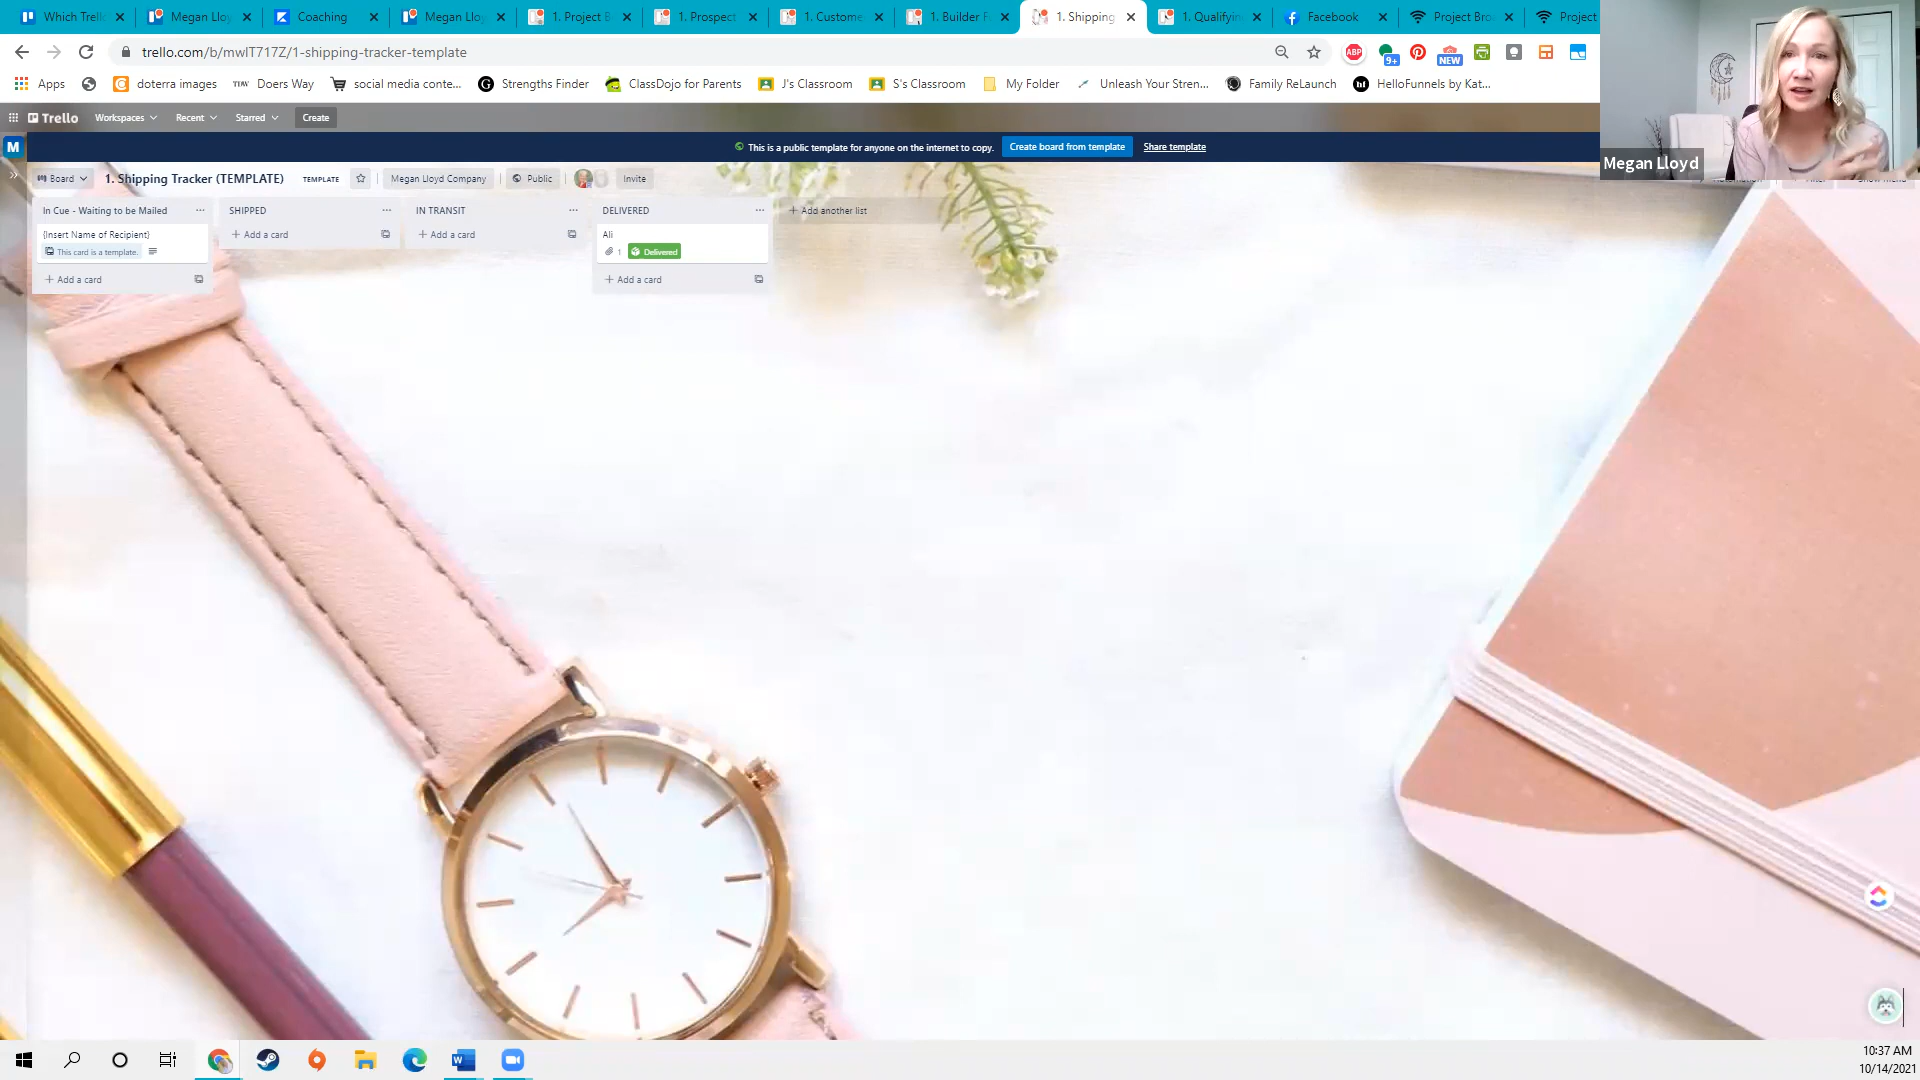 Which Trell
Megan Lloy
Coaching
Megan Lloy
1. Project B
1. Prospect
1. Custome
1. Builder F
1. Shipping
1. Qualifyin
Facebook
Project Bro
Project
trello.com/b/mwlT717Z/1-shipping-tracker-template
ABP
9+
NEW
Apps
doterra images
TIAW
Doers Way
social media conte...
Strengths Finder
ClassDojo for Parents
J's Classroom
S's Classroom
My Folder
Unleash Your Stren...
Family ReLaunch
HelloFunnels by Kat...
Trello
Workspaces
Recent
Starred
Create
Megan Lloyd
M
This is a public template for anyone on the internet to copy.
Create board from template
Share template
Board
1. Shipping Tracker (TEMPLATE)
TEMPLATE
Megan Lloyd Company
Public
Invite
In Cue - Waiting to be Mailed
SHIPPED
IN TRANSIT
DELIVERED
+ Add another list
{Insert Name of Recipient}
This card is a template.
+ Add a card
+ Add a card
Ali
1
Delivered
+ Add a card
+ Add a card
10:37 AM
10/14/2021